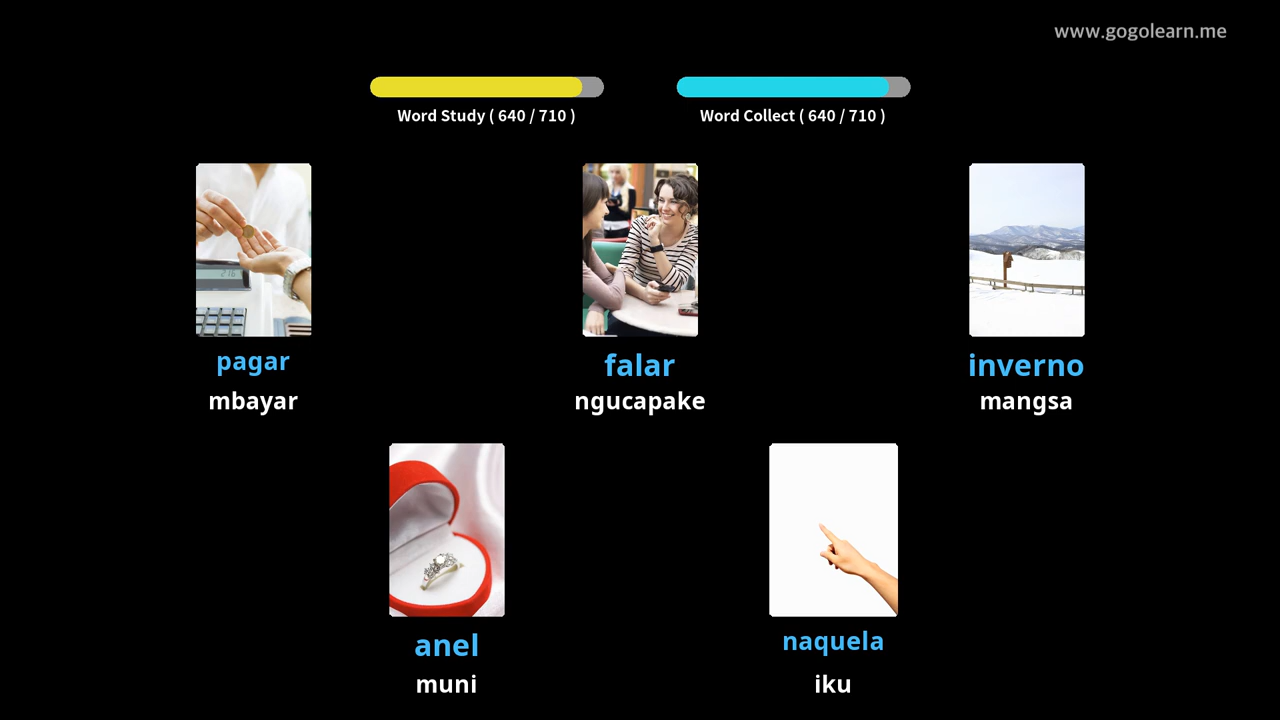 www.gogolearn.me
Word Study ( 640 / 710 )
Word Collect ( 640 / 710 )
pagar
mbayar
falar
ngucapake
inverno
mangsa
anel
muni
naquela
iku